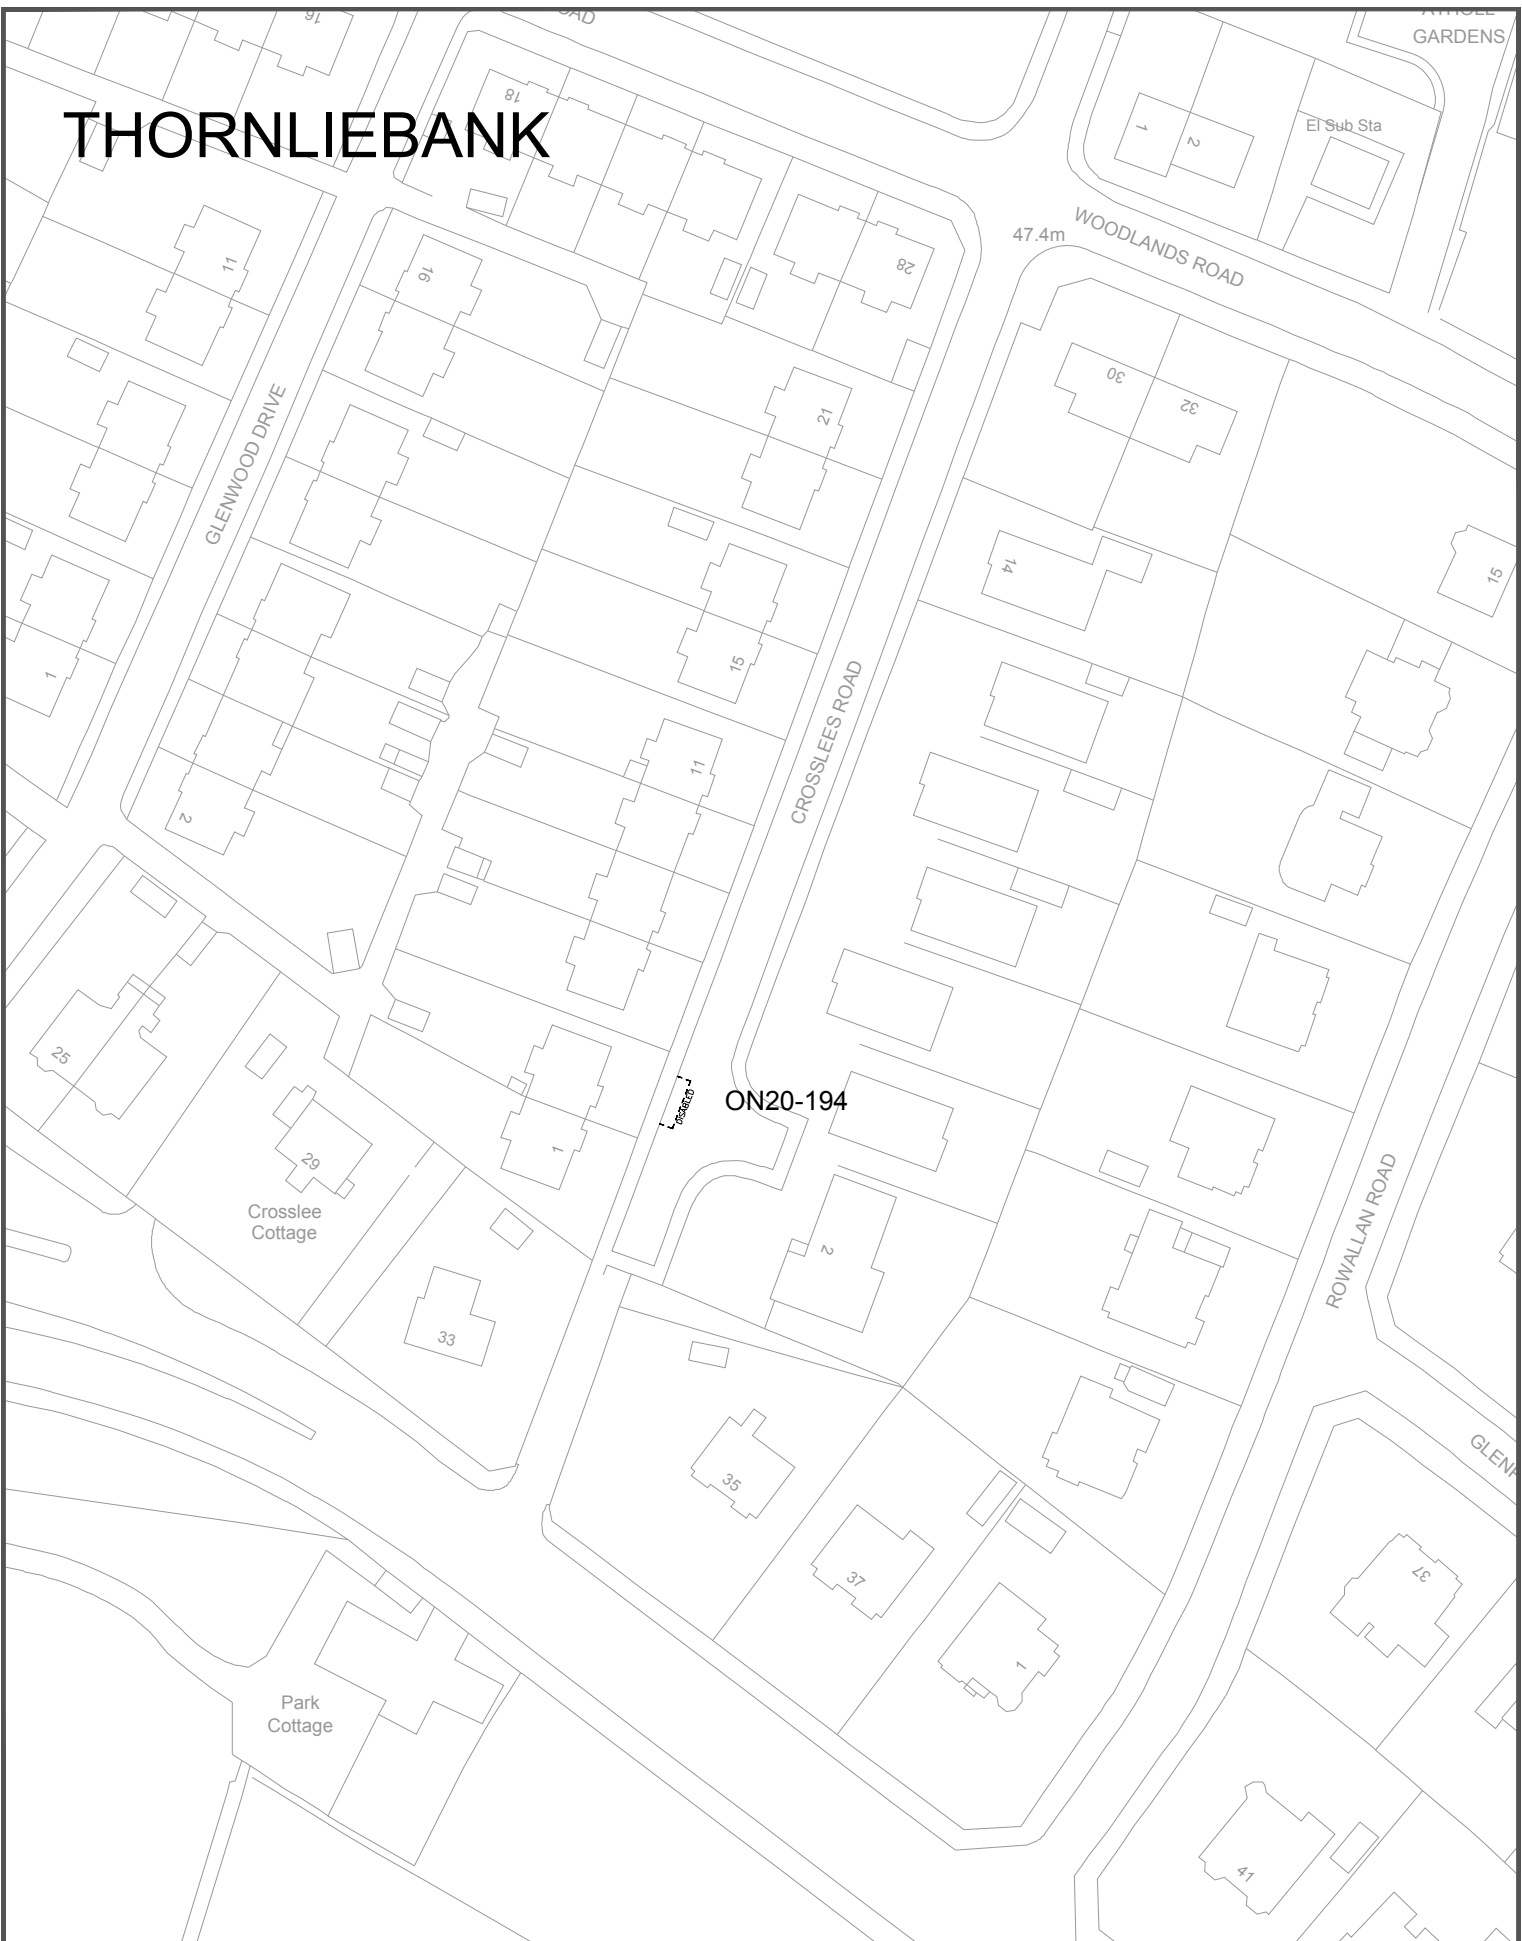 16
GARDENS
18
THORNLIEBANK
1
2
El Sub Sta
WOODLANDS ROAD
47.4m
11
16
28
30
32
21
GLENWOOD DRIVE
14
15
15
1
CROSSLEES ROAD
11
2
25
DISABLED
ON20-194
1
29
Crosslee
Cottage
2
ROWALLAN ROAD
33
35
37
37
1
Park
Cottage
41